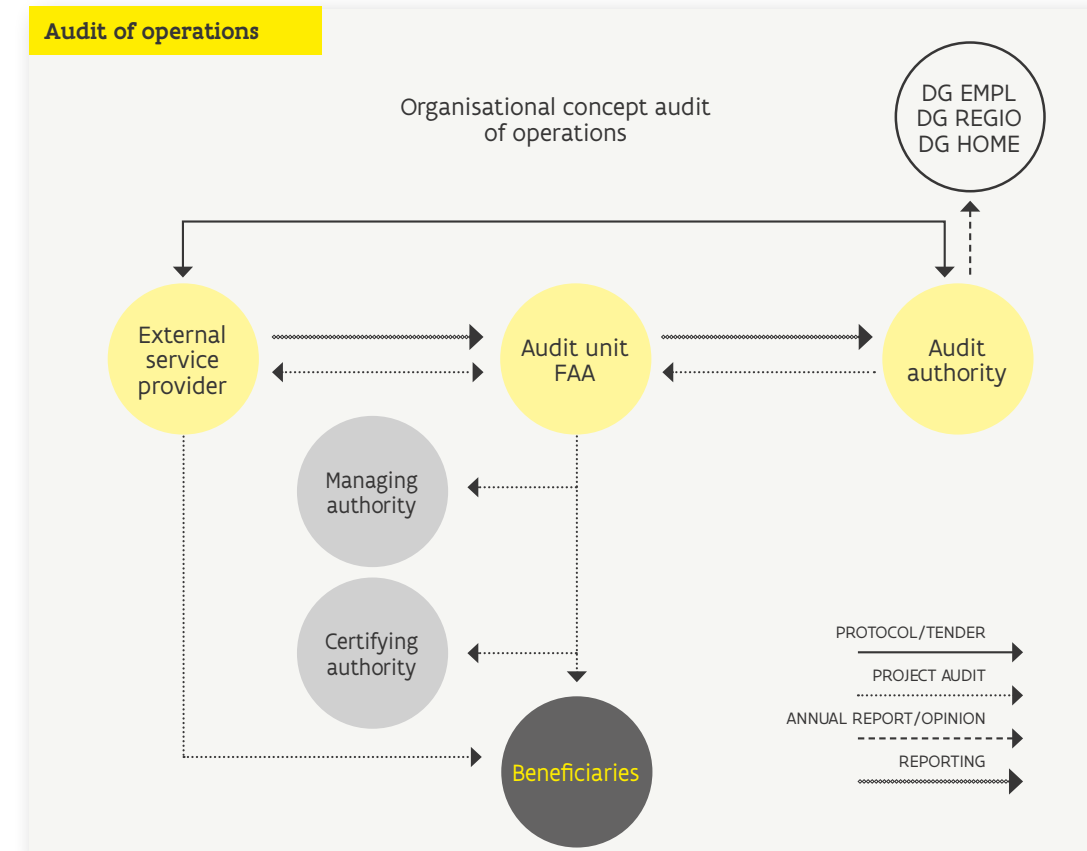 Audit of operations
Organisational concept audit
of operations
DG EMPL
DG REGIO
DG HOME
External
service
provider
Audit unit
FAA
Audit
authority
Managing
authority
Certifying
authority
Beneficiaries
PROTOCOL/TENDER
PROJECT AUDIT
ANNUAL REPORT/OPINION
REPORTING